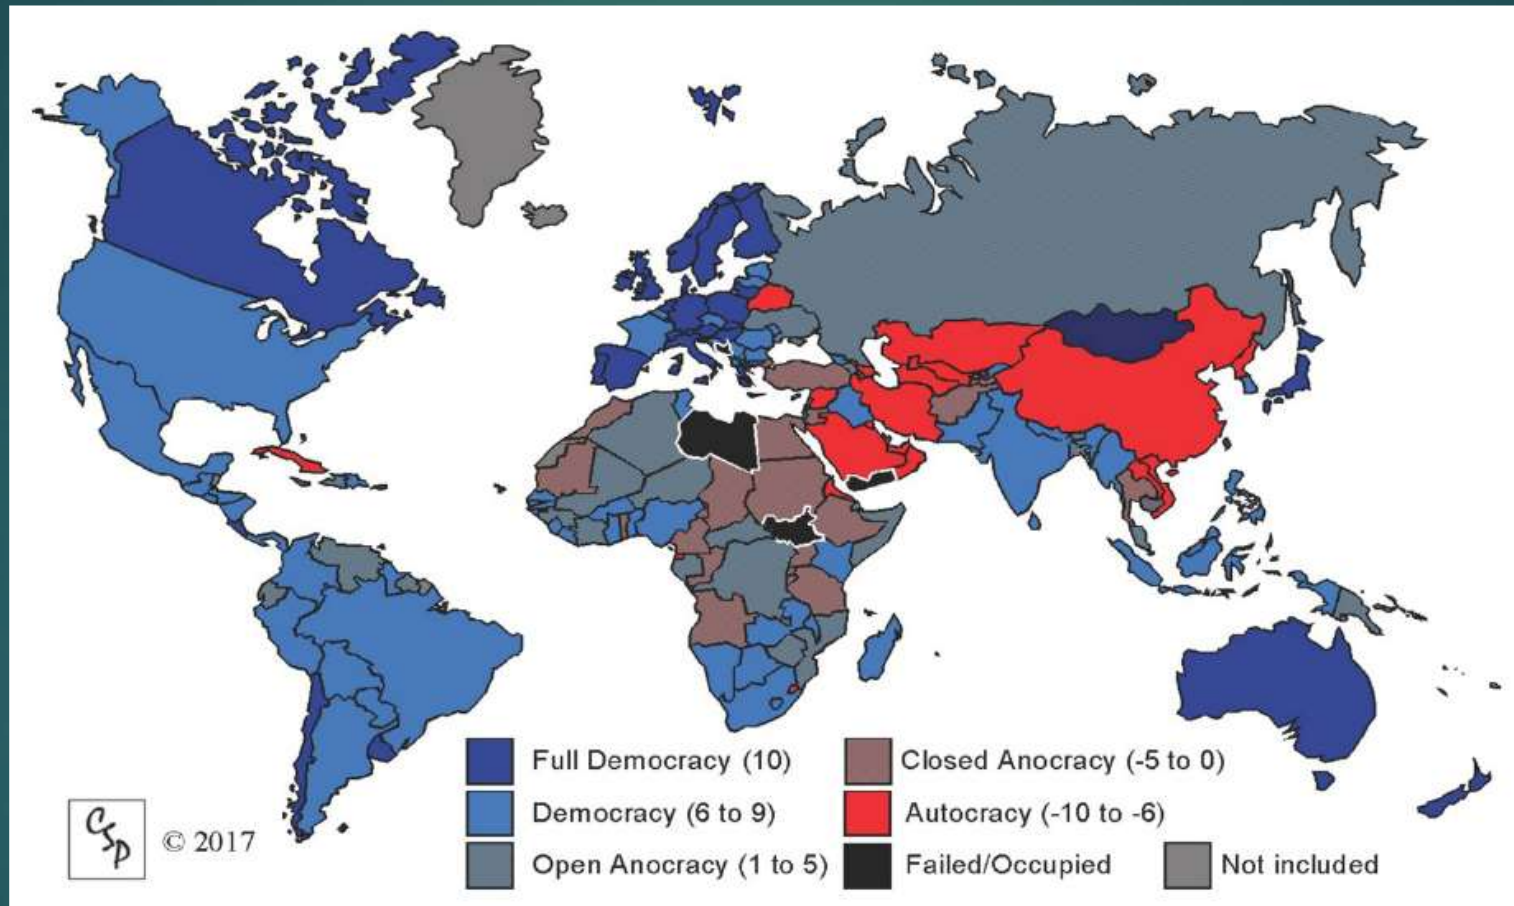 Full Democracy (10)
Democracy (6 to 9)
Open Anocracy (1 to 5)
Closed Anocracy (-5 to 0)
Autocracy (-10 to -6)
Failed/Occupied
Not included
CSP
© 2017